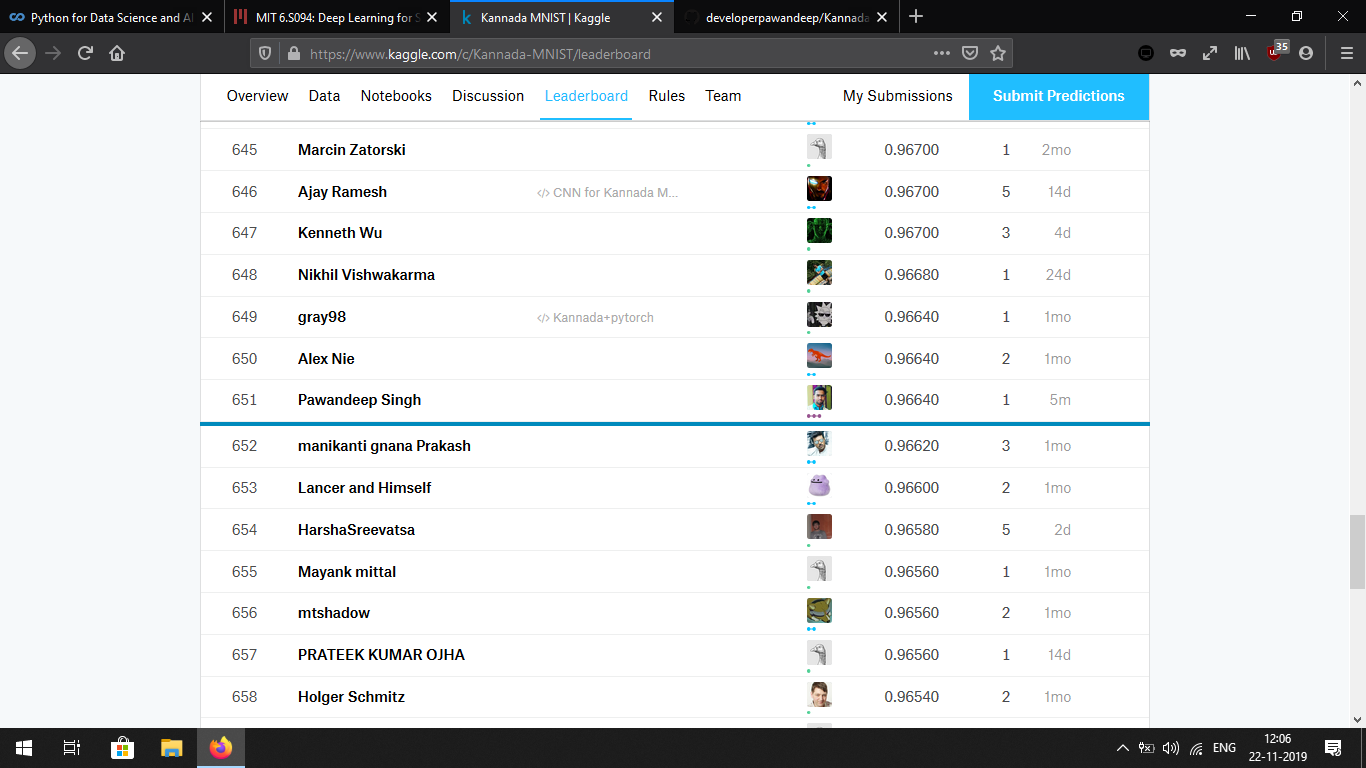 Python for Data Science and AI
MIT 6.S094: Deep Learning for S
Kannada MNIST | Kaggle
developerpawandeep/Kannada
https://www.kaggle.com/c/Kannada-MNIST/leaderboard
35
Overview Data Notebooks Discussion Leaderboard Rules Team My Submissions Submit Predictions
645 Marcin Zatorski 0.96700 1 2mo
646 Ajay Ramesh </> CNN for Kannada M... 0.96700 5 14d
647 Kenneth Wu 0.96700 3 4d
648 Nikhil Vishwakarma 0.96680 1 24d
649 gray98 </> Kannada+pytorch 0.96640 1 1mo
650 Alex Nie 0.96640 2 1mo
651 Pawandeep Singh 0.96640 1 5m
652 manikanti gnana Prakash 0.96620 3 1mo
653 Lancer and Himself 0.96600 2 1mo
654 HarshaSreevatsa 0.96580 5 2d
655 Mayank mittal 0.96560 1 1mo
656 mtshadow 0.96560 2 1mo
657 PRATEEK KUMAR OJHA 0.96560 1 14d
658 Holger Schmitz 0.96540 2 1mo
ENG
12:06
22-11-2019